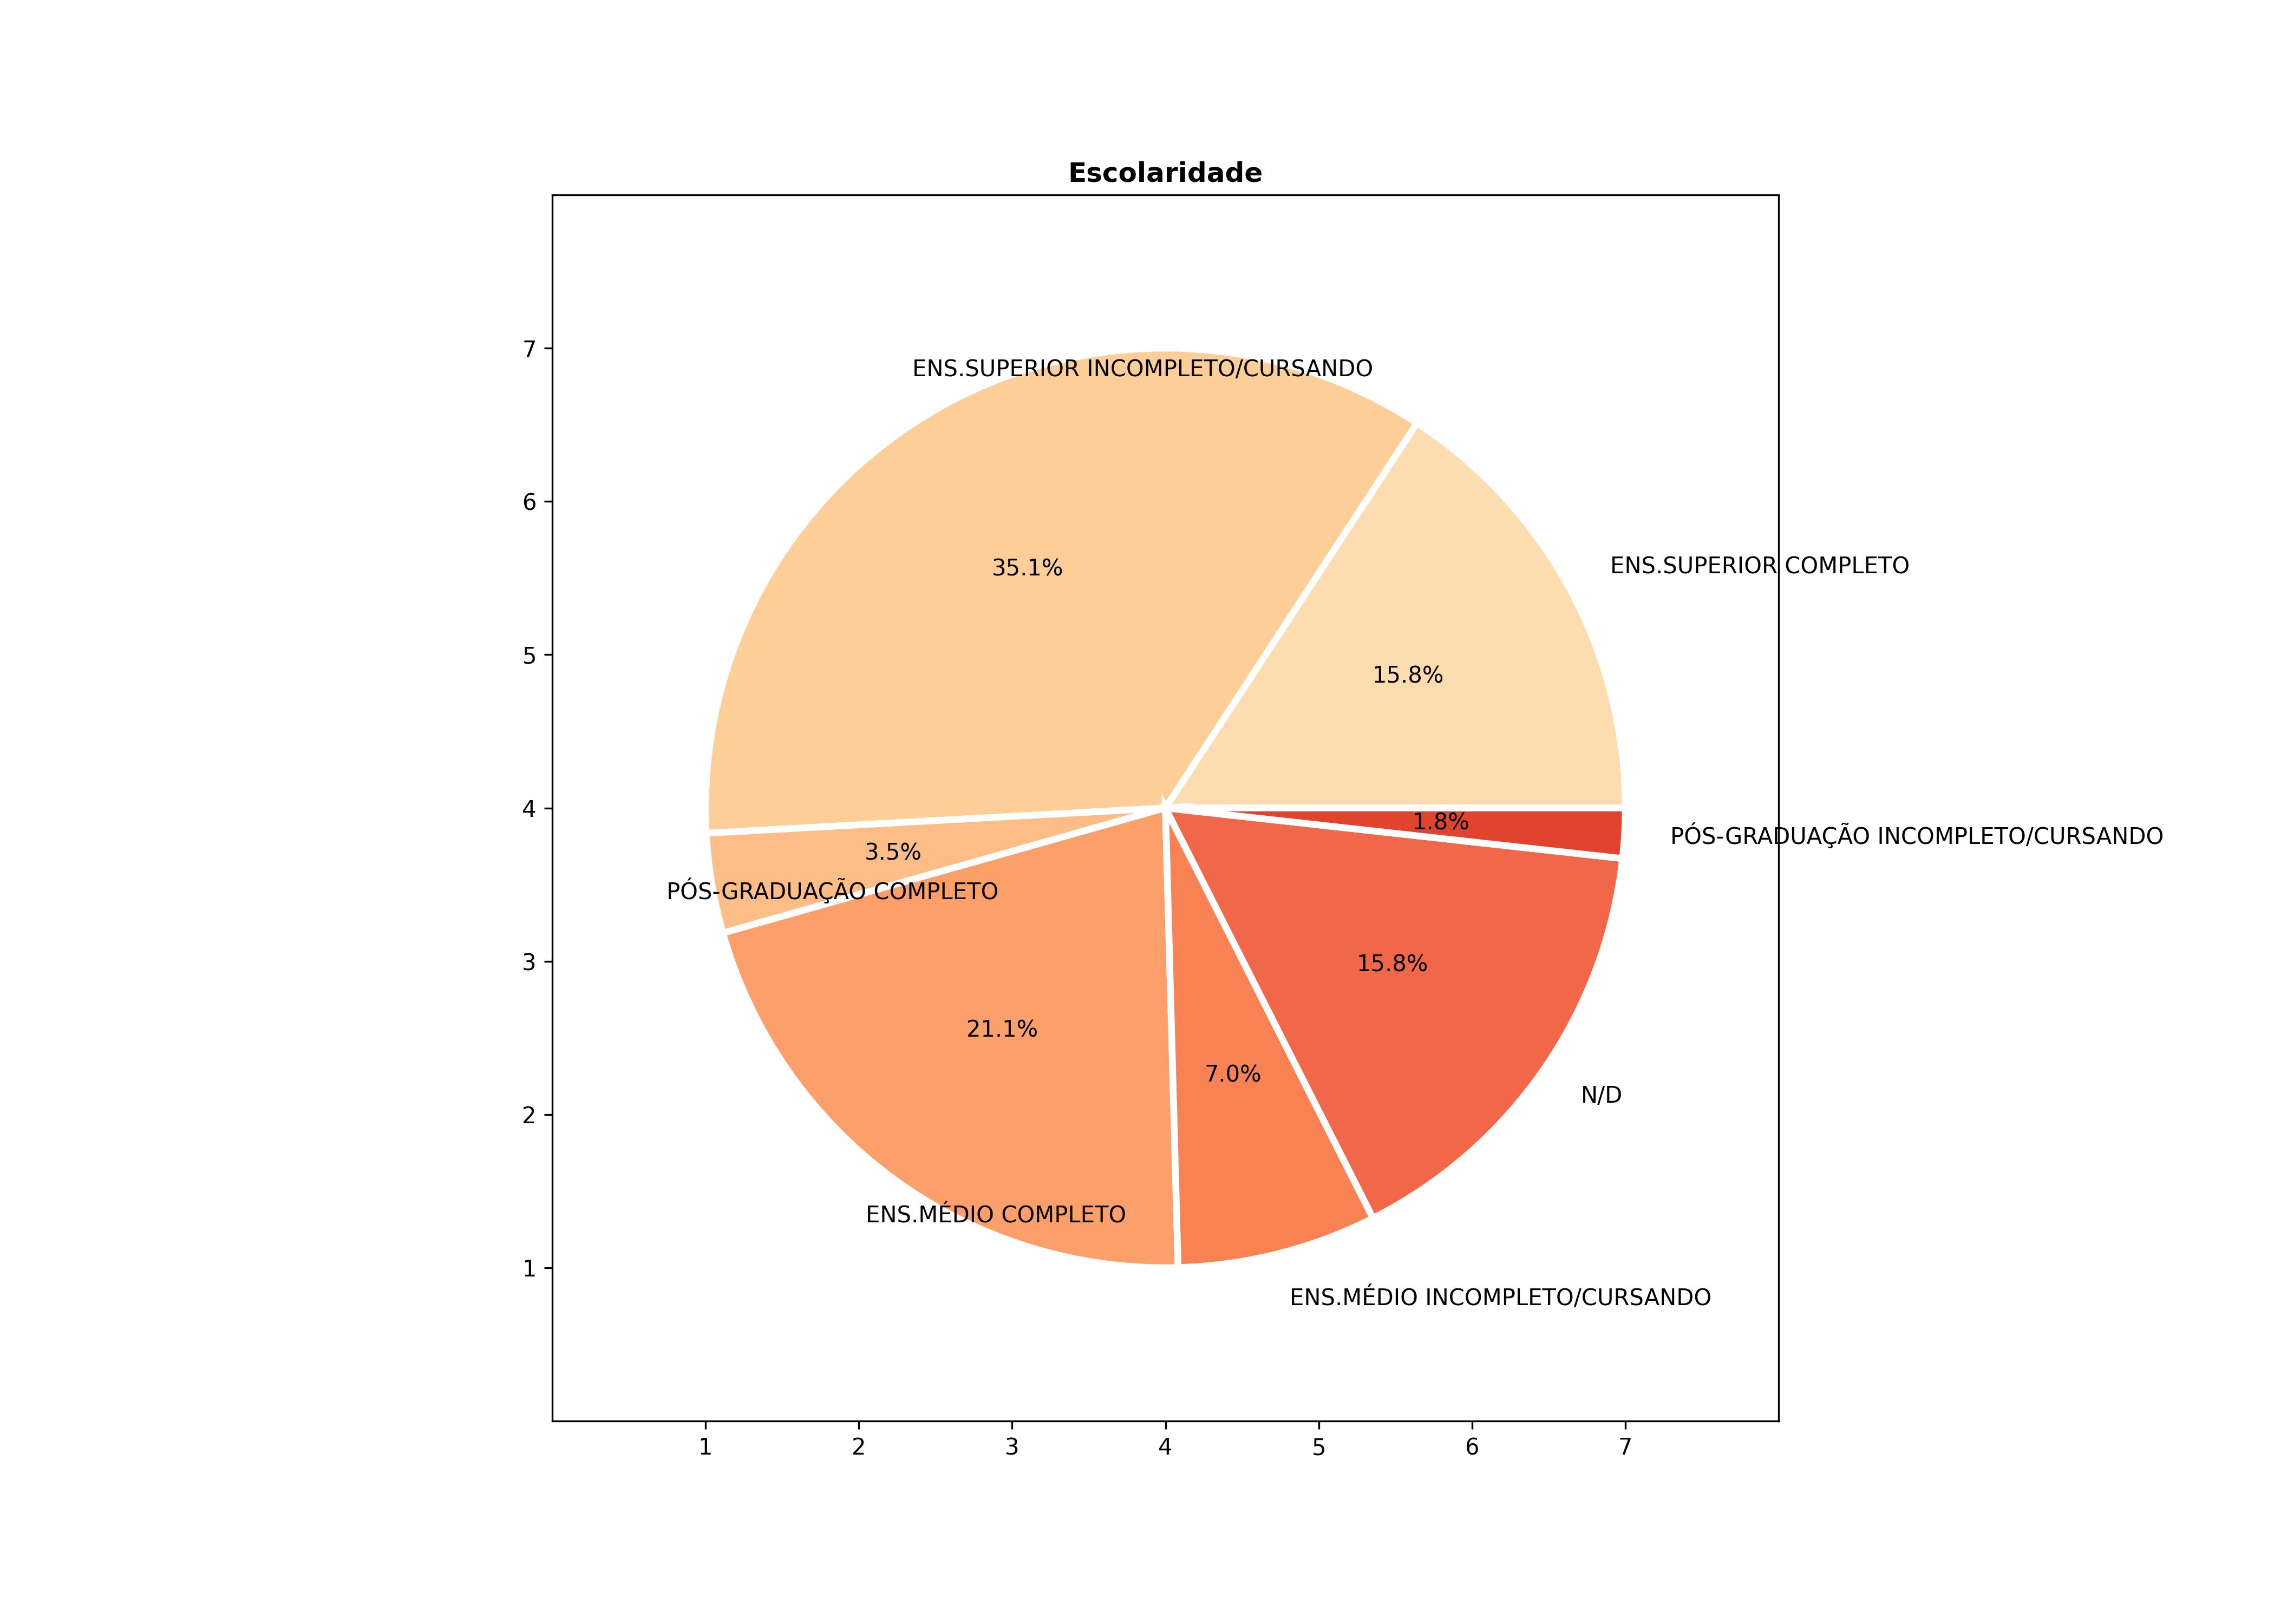 Escolaridade
7
ENS.SUPERIOR INCOMPLETO/CURSANDO
6
35.1%
ENS.SUPERIOR COMPLETO
5
15.8%
4
1.8%
PÓS-GRADUAÇÃO INCOMPLETO/CURSANDO
3.5%
PÓS-GRADUAÇÃO COMPLETO
3
15.8%
21.1%
7.0%
2
N/D
ENS.MÉDIO COMPLETO
1
ENS.MÉDIO INCOMPLETO/CURSANDO
1 2 3 4 5 6 7